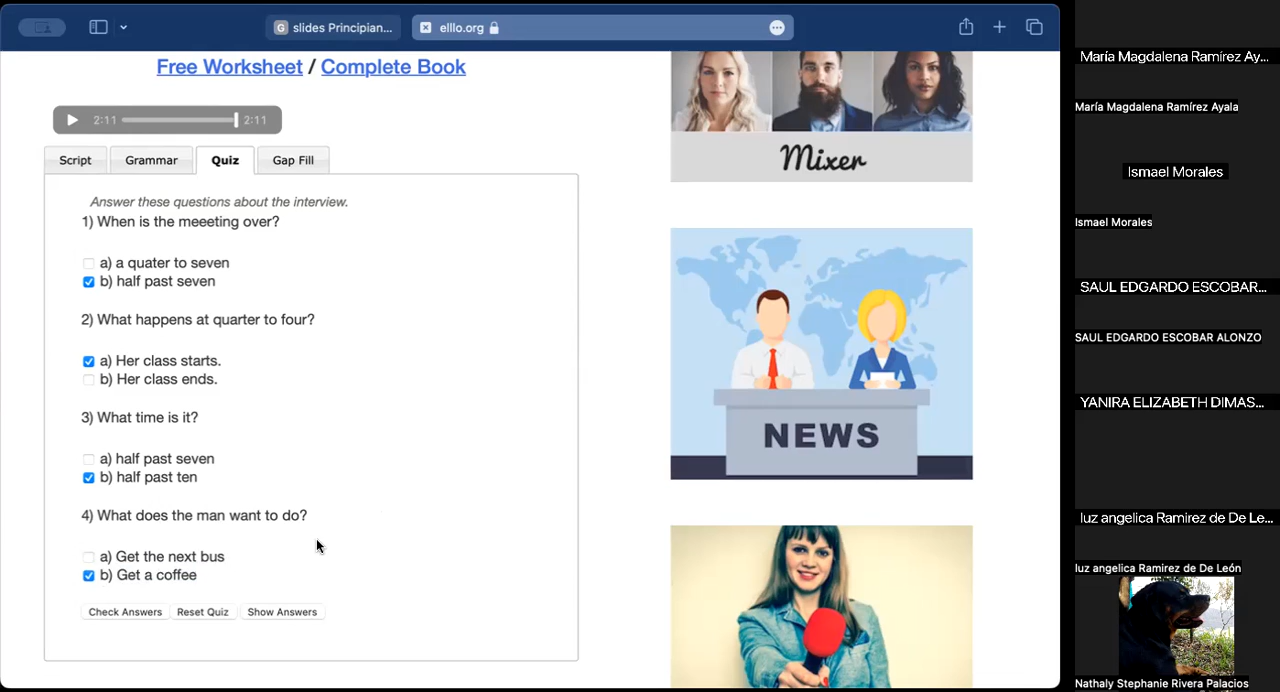 slides Principian...
elllo.org
Free Worksheet / Complete Book
2:11 2:11
Script Grammar Quiz Gap Fill
Answer these questions about the interview.
1) When is the meeeting over?
a) a quater to seven
b) half past seven
2) What happens at quarter to four?
a) Her class starts.
b) Her class ends.
3) What time is it?
a) half past seven
b) half past ten
4) What does the man want to do?
a) Get the next bus
b) Get a coffee
Check Answers Reset Quiz Show Answers
Mixer
NEWS
María Magdalena Ramírez Ay...
María Magdalena Ramírez Ayala
Ismael Morales
Ismael Morales
SAUL EDGARDO ESCOBAR...
SAUL EDGARDO ESCOBAR ALONZO
YANIRA ELIZABETH DIMAS...
luz angelica Ramirez de De Le...
luz angelica Ramirez de De León
Nathaly Stephanie Rivera Palacios